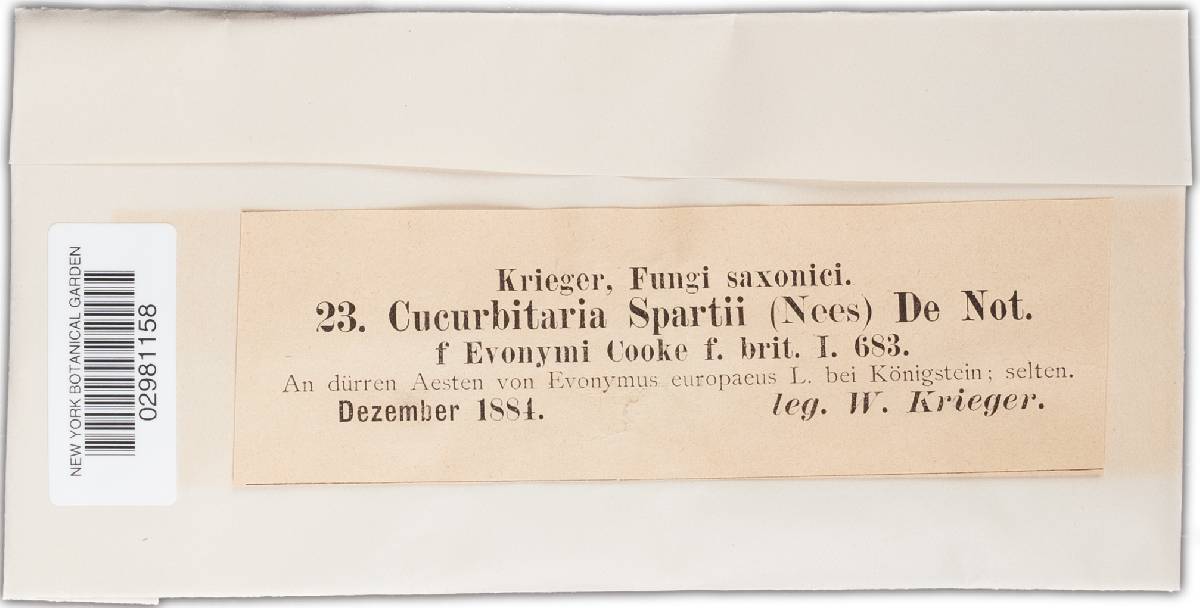 NEW YORK BOTANICAL GARDEN
02981158
Krieger, Fungi saxonici.
23. Cucurbitaria Spartii (Nees) De Not.
f Evonymi Cooke f. brit. I. 683.
An dürren Aesten von Evonymus europaeus L. bei Königstein; selten.
Dezember 1884.
leg. W. Krieger.